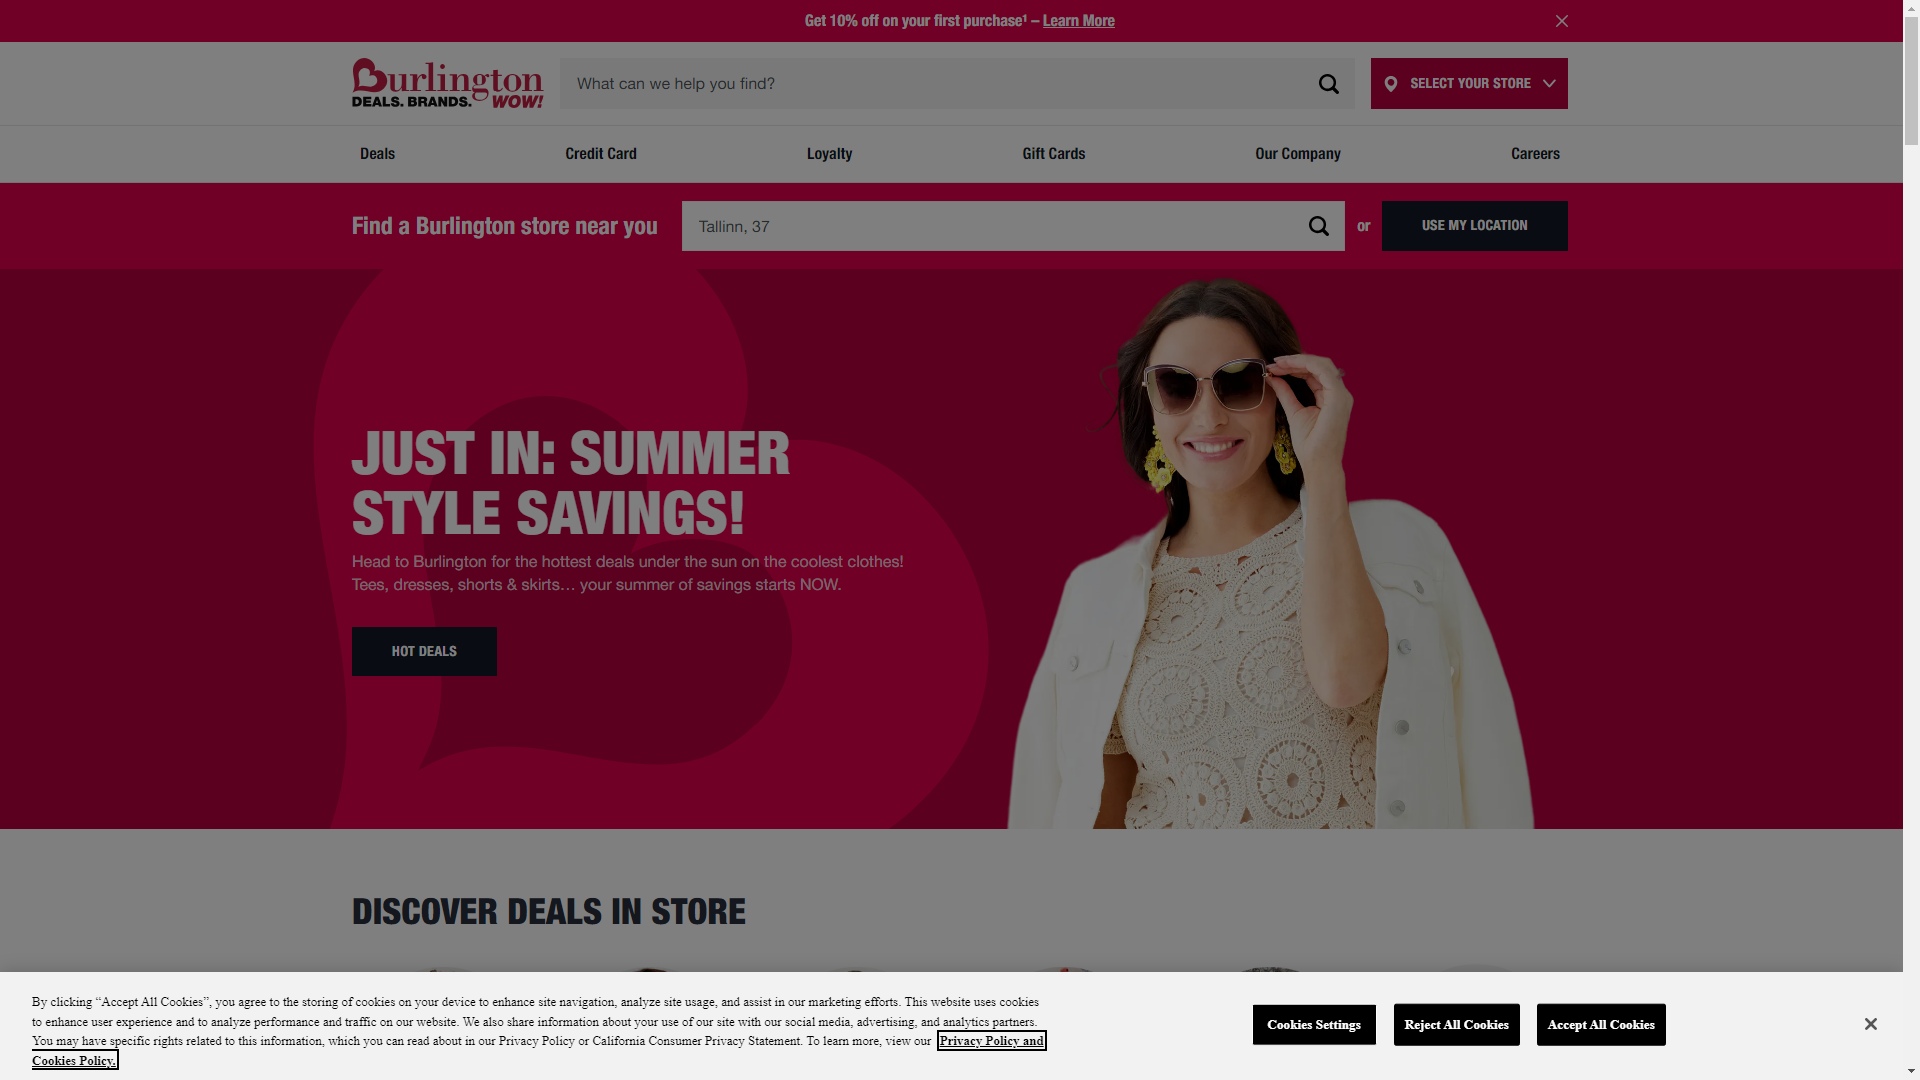 Get 10% off on your first purchase¹ – Learn More
Burlington
DEALS. BRANDS. WOW!
What can we help you find?
SELECT YOUR STORE
Deals
Credit Card
Loyalty
Gift Cards
Our Company
Careers
Find a Burlington store near you
Tallinn, 37
or
USE MY LOCATION
JUST IN: SUMMER
STYLE SAVINGS!
Head to Burlington for the hottest deals under the sun on the coolest clothes!
Tees, dresses, shorts & skirts… your summer of savings starts NOW.
HOT DEALS
DISCOVER DEALS IN STORE
By clicking “Accept All Cookies”, you agree to the storing of cookies on your device to enhance site navigation, analyze site usage, and assist in our marketing efforts. This website uses cookies
to enhance user experience and to analyze performance and traffic on our website. We also share information about your use of our site with our social media, advertising, and analytics partners.
You may have specific rights related to this information, which you can read about in our Privacy Policy or California Consumer Privacy Statement. To learn more, view our Privacy Policy and
Cookies Policy.
Cookies Settings
Reject All Cookies
Accept All Cookies